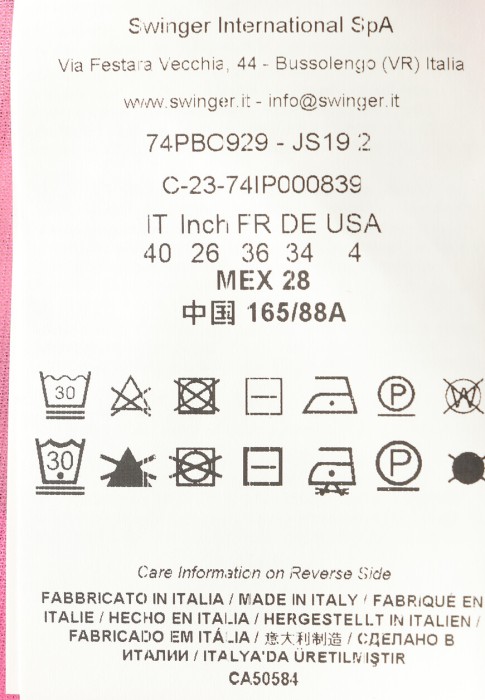 Swinger International SpA
Via Festara Vecchia, 44 - Bussolengo (VR) Italia
www.swinger.it - info@swinger.it
74PBC929 - JS19 2
C-23-74IP000839
IT Inch FR DE USA
40 26 36 34 4
MEX 28
中国 165/88A
30 P W
30 P
Care Information on Reverse Side
FABBRICATO IN ITALIA / MADE IN ITALY / FABRIQUÉ EN
ITALIE / HECHO EN ITALIA / HERGESTELLT IN ITALIEN /
FABRICADO EM ITÁLIA / 意大利制造 / СДЕЛАНО В
ИТАЛИИ / ITALYA'DA ÜRETILMIŞTIR
CA50584